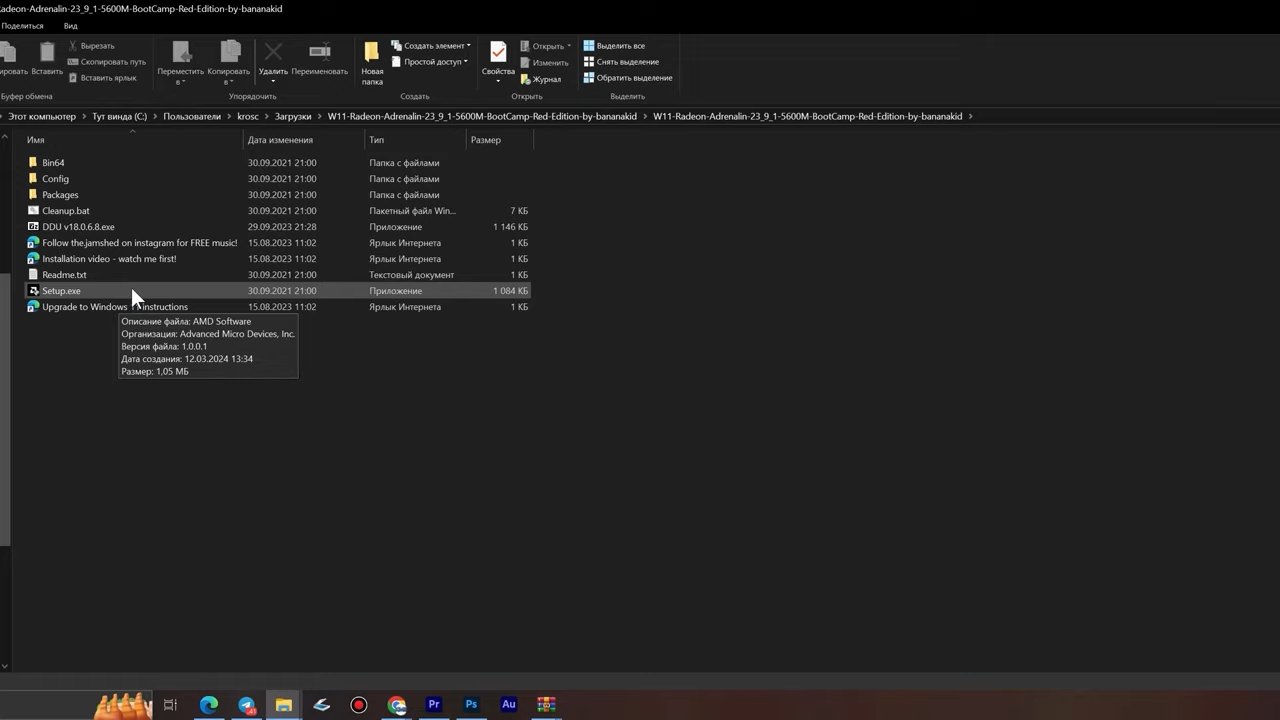 Radeon-Adrenalin-23_9_1-5600M-BootCamp-Red-Edition-by-bananakid
Поделиться Вид
Вставить
Вырезать
Скопировать путь
Вставить ярлык
Переместить в
Копировать в
Удалить
Переименовать
Новая папка
Создать элемент
Простой доступ
Свойства
Открыть
Изменить
Журнал
Выделить все
Снять выделение
Обратить выделение
Буфер обмена Упорядочить Создать Открыть Выделить
Этот компьютер > Тут винда (C:) > Пользователи > krosc > Загрузки > W11-Radeon-Adrenalin-23_9_1-5600M-BootCamp-Red-Edition-by-bananakid > W11-Radeon-Adrenalin-23_9_1-5600M-BootCamp-Red-Edition-by-bananakid >
Имя Дата изменения Тип Размер
Bin64 30.09.2021 21:00 Папка с файлами
Config 30.09.2021 21:00 Папка с файлами
Packages 30.09.2021 21:00 Папка с файлами
Cleanup.bat 30.09.2021 21:00 Пакетный файл Win... 7 КБ
DDU v18.0.6.8.exe 29.09.2023 21:28 Приложение 1 146 КБ
Follow the.jamshed on instagram for FREE music! 15.08.2023 11:02 Ярлык Интернета 1 КБ
Installation video - watch me first! 15.08.2023 11:02 Ярлык Интернета 1 КБ
Readme.txt 30.09.2021 21:00 Текстовый документ 1 КБ
Setup.exe 30.09.2021 21:00 Приложение 1 084 КБ
Upgrade to Windows 11 instructions 15.08.2023 11:02 Ярлык Интернета 1 КБ
Описание файла: AMD Software
Организация: Advanced Micro Devices, Inc.
Версия файла: 1.0.0.1
Дата создания: 12.03.2024 13:34
Размер: 1,05 МБ
Pr Ps Au